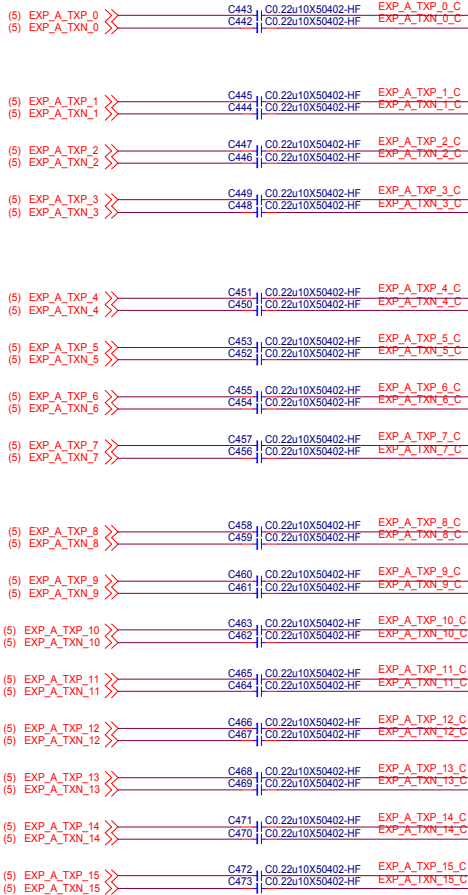 (5) EXP_A_TXP_0 C443 C0.22u10X50402-HF EXP_A_TXP_0_C
(5) EXP_A_TXN_0 C442 C0.22u10X50402-HF EXP_A_TXN_0_C
(5) EXP_A_TXP_1 C445 C0.22u10X50402-HF EXP_A_TXP_1_C
(5) EXP_A_TXN_1 C444 C0.22u10X50402-HF EXP_A_TXN_1_C
(5) EXP_A_TXP_2 C447 C0.22u10X50402-HF EXP_A_TXP_2_C
(5) EXP_A_TXN_2 C446 C0.22u10X50402-HF EXP_A_TXN_2_C
(5) EXP_A_TXP_3 C449 C0.22u10X50402-HF EXP_A_TXP_3_C
(5) EXP_A_TXN_3 C448 C0.22u10X50402-HF EXP_A_TXN_3_C
(5) EXP_A_TXP_4 C451 C0.22u10X50402-HF EXP_A_TXP_4_C
(5) EXP_A_TXN_4 C450 C0.22u10X50402-HF EXP_A_TXN_4_C
(5) EXP_A_TXP_5 C453 C0.22u10X50402-HF EXP_A_TXP_5_C
(5) EXP_A_TXN_5 C452 C0.22u10X50402-HF EXP_A_TXN_5_C
(5) EXP_A_TXP_6 C455 C0.22u10X50402-HF EXP_A_TXP_6_C
(5) EXP_A_TXN_6 C454 C0.22u10X50402-HF EXP_A_TXN_6_C
(5) EXP_A_TXP_7 C457 C0.22u10X50402-HF EXP_A_TXP_7_C
(5) EXP_A_TXN_7 C456 C0.22u10X50402-HF EXP_A_TXN_7_C
(5) EXP_A_TXP_8 C458 C0.22u10X50402-HF EXP_A_TXP_8_C
(5) EXP_A_TXN_8 C459 C0.22u10X50402-HF EXP_A_TXN_8_C
(5) EXP_A_TXP_9 C460 C0.22u10X50402-HF EXP_A_TXP_9_C
(5) EXP_A_TXN_9 C461 C0.22u10X50402-HF EXP_A_TXN_9_C
(5) EXP_A_TXP_10 C463 C0.22u10X50402-HF EXP_A_TXP_10_C
(5) EXP_A_TXN_10 C462 C0.22u10X50402-HF EXP_A_TXN_10_C
(5) EXP_A_TXP_11 C465 C0.22u10X50402-HF EXP_A_TXP_11_C
(5) EXP_A_TXN_11 C464 C0.22u10X50402-HF EXP_A_TXN_11_C
(5) EXP_A_TXP_12 C466 C0.22u10X50402-HF EXP_A_TXP_12_C
(5) EXP_A_TXN_12 C467 C0.22u10X50402-HF EXP_A_TXN_12_C
(5) EXP_A_TXP_13 C468 C0.22u10X50402-HF EXP_A_TXP_13_C
(5) EXP_A_TXN_13 C469 C0.22u10X50402-HF EXP_A_TXN_13_C
(5) EXP_A_TXP_14 C471 C0.22u10X50402-HF EXP_A_TXP_14_C
(5) EXP_A_TXN_14 C470 C0.22u10X50402-HF EXP_A_TXN_14_C
(5) EXP_A_TXP_15 C472 C0.22u10X50402-HF EXP_A_TXP_15_C
(5) EXP_A_TXN_15 C473 C0.22u10X50402-HF EXP_A_TXN_15_C